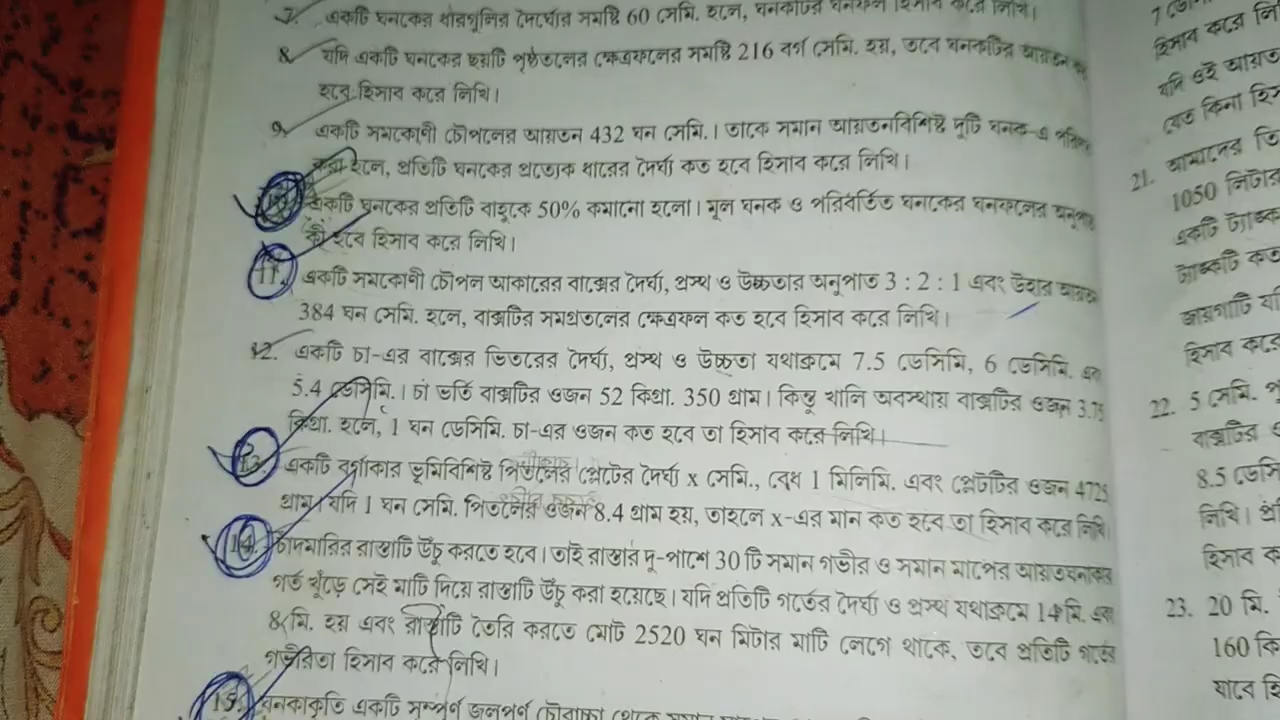 7. একটি ঘনকের ধারগুলির দৈর্ঘ্যের সমষ্টি 60 সেমি. হলে, ঘনকটির ঘনফল হিসাব করে লিখি।
8. যদি একটি ঘনকের ছয়টি পৃষ্ঠতলের ক্ষেত্রফলের সমষ্টি 216 বর্গ সেমি. হয়, তবে ঘনকটির আয়তন কত
হবে হিসাব করে লিখি।
9. একটি সমকোণী চৌপলের আয়তন 432 ঘন সেমি.। তাকে সমান আয়তনবিশিষ্ট দুটি ঘনক-এ পরিণত
করা হলে, প্রতিটি ঘনকের প্রত্যেক ধারের দৈর্ঘ্য কত হবে হিসাব করে লিখি।
10. একটি ঘনকের প্রতিটি বাহুকে 50% কমানো হলো। মূল ঘনক ও পরিবর্তিত ঘনকের ঘনফলের অনুপাত
কী হবে হিসাব করে লিখি।
11. একটি সমকোণী চৌপল আকারের বাক্সের দৈর্ঘ্য, প্রস্থ ও উচ্চতার অনুপাত 3 : 2 : 1 এবং উহার আয়তন
384 ঘন সেমি. হলে, বাক্সটির সমগ্রতলের ক্ষেত্রফল কত হবে হিসাব করে লিখি।
12. একটি চা-এর বাক্সের ভিতরের দৈর্ঘ্য, প্রস্থ ও উচ্চতা যথাক্রমে 7.5 ডেসিমি, 6 ডেসিমি. এবং
5.4 ডেসিমি.। চা ভর্তি বাক্সটির ওজন 52 কিগ্রা. 350 গ্রাম। কিন্তু খালি অবস্থায় বাক্সটির ওজন 3.75
কিগ্রা. হলে, 1 ঘন ডেসিমি. চা-এর ওজন কত হবে তা হিসাব করে লিখি।
13. একটি বর্গাকার ভূমিবিশিষ্ট পিতলের প্লেটের দৈর্ঘ্য x সেমি., বেধ 1 মিলিমি. এবং প্লেটটির ওজন 4725
গ্রাম। যদি 1 ঘন সেমি. পিতলের ওজন 8.4 গ্রাম হয়, তাহলে x-এর মান কত হবে তা হিসাব করে লিখি
14. চাঁদমারির রাস্তাটি উঁচু করতে হবে। তাই রাস্তার দু-পাশে 30 টি সমান গভীর ও সমান মাপের আয়তঘনাকার
গর্ত খুঁড়ে সেই মাটি দিয়ে রাস্তাটি উঁচু করা হয়েছে। যদি প্রতিটি গর্তের দৈর্ঘ্য ও প্রস্থ যথাক্রমে 14 মি. এবং
8 মি. হয় এবং রাস্তাটি তৈরি করতে মোট 2520 ঘন মিটার মাটি লেগে থাকে, তবে প্রতিটি গর্তের
গভীরতা হিসাব করে লিখি।
15. ঘনকাকৃতি একটি সম্পূর্ণ জলপূর্ণ চৌবাচ্চা থেকে সমান
হিসাব করে লি
যদি ওই আয়ত
যেত কিনা হিস
21. আমাদের তি
1050 লিটার
একটি ট্যাঙ্ক
ট্যাঙ্কটি কত
জায়গাটি যদি
হিসাব করে
22. 5 সেমি. পু
বাক্সটির ও
8.5 ডেসি
লিখি। প্র
হিসাব ক
23. 20 মি.
160 কি
যাবে হি